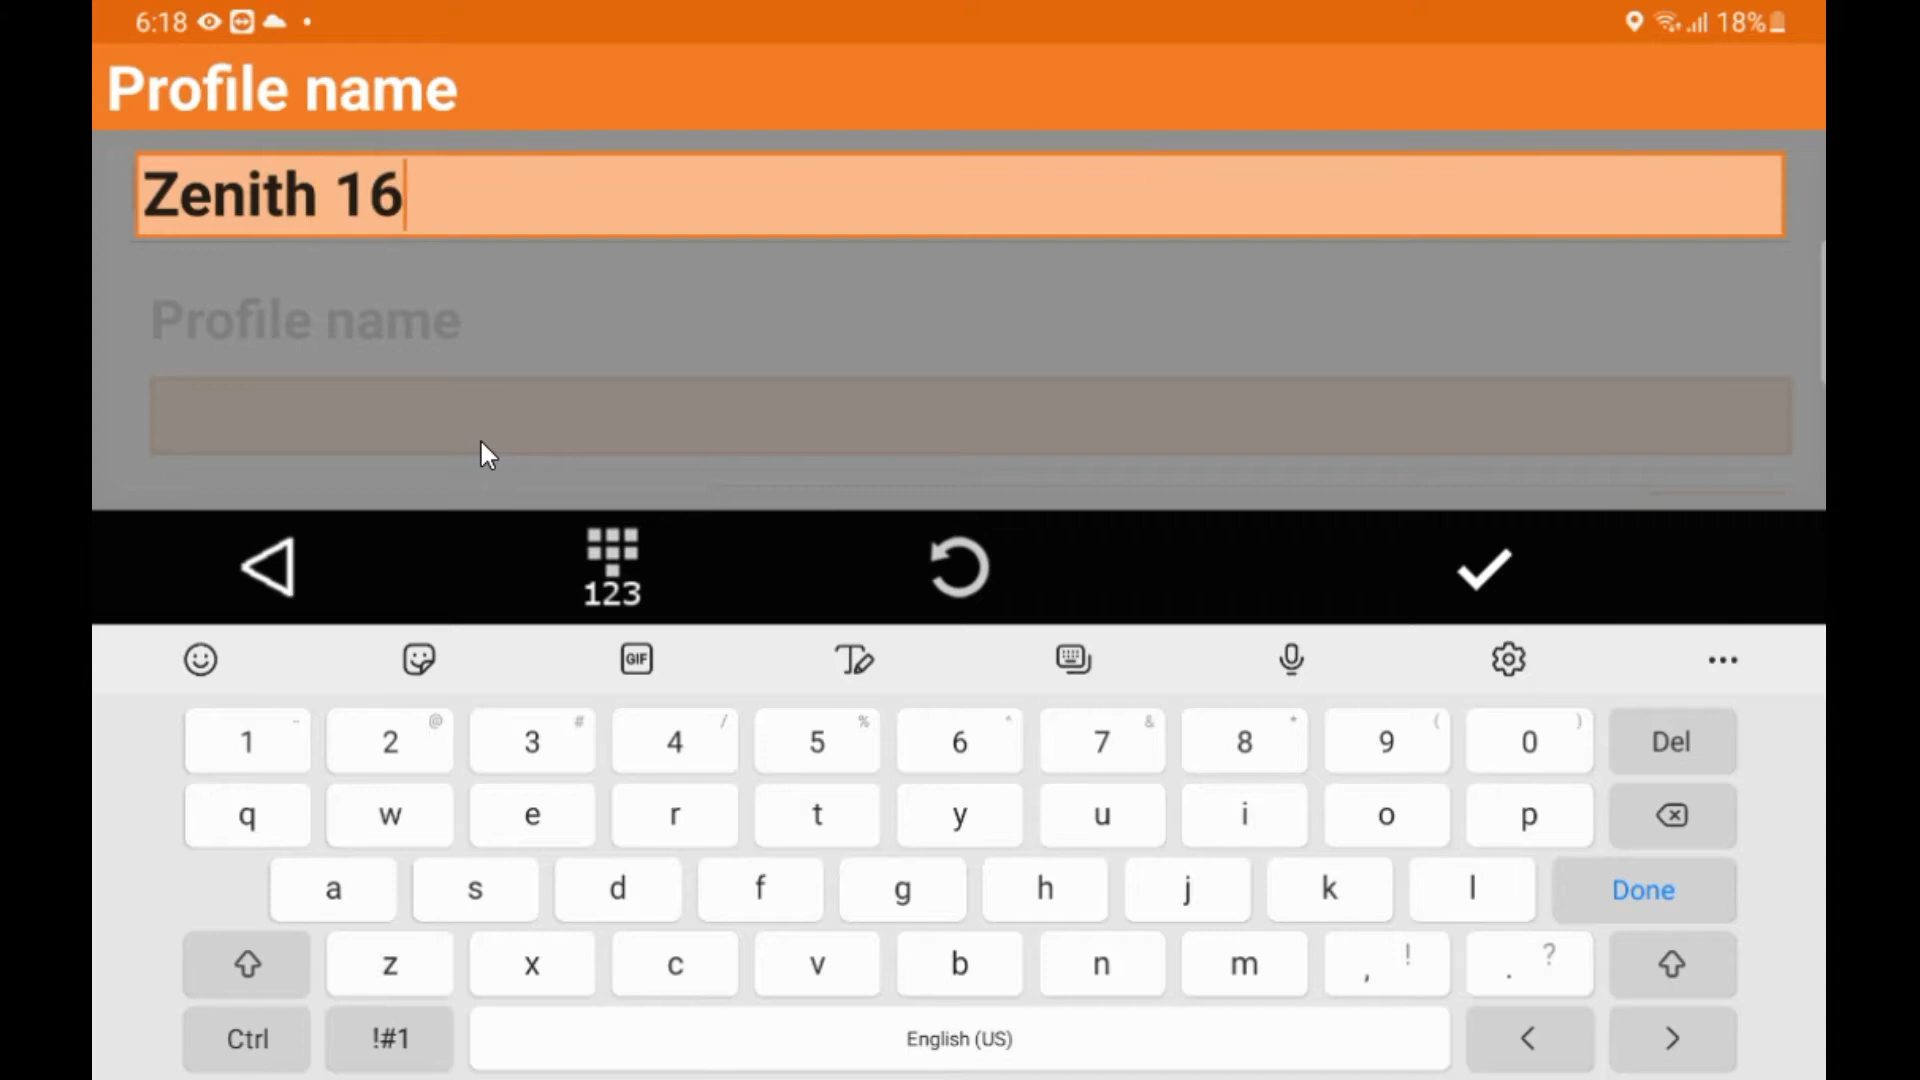 6:18 18%
Profile name
Zenith 16
Profile name
123
GIF
1 - 2 @ 3 # 4 / 5 % 6 ^ 7 & 8 * 9 ( 0 ) Del
q w e r t y u i o p
a s d f g h j k l Done
z x c v b n m , ! . ?
Ctrl !#1 English (US) < >